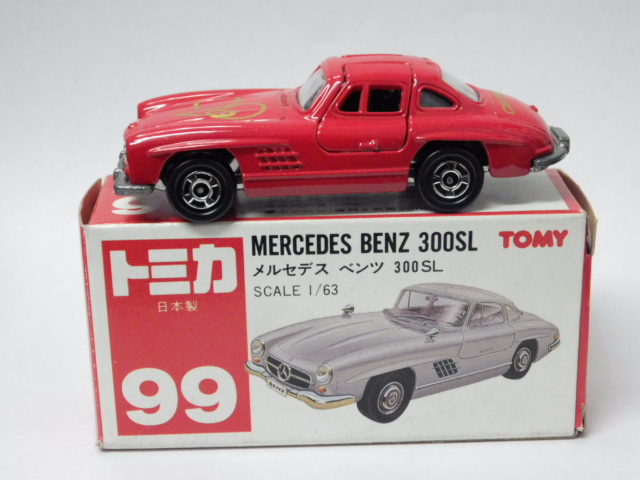 MERCEDES BENZ 300SL
TOMY
トミカ
日本製
メルセデス ベンツ 300SL
SCALE 1/63
99